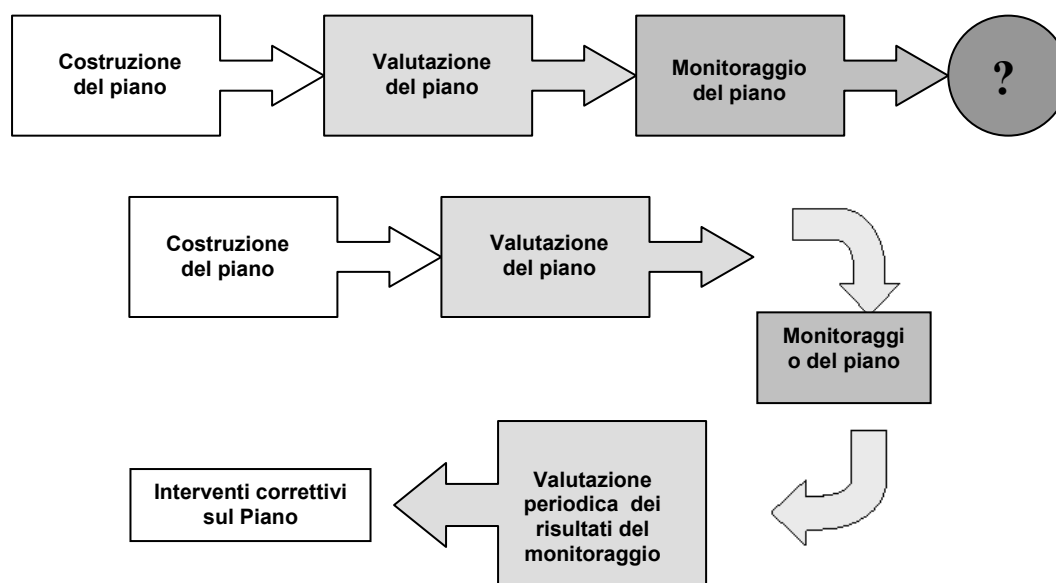 Costruzione
del piano
Valutazione
del piano
Monitoraggio
del piano
?
Costruzione
del piano
Valutazione
del piano
Monitoraggi
o del piano
Interventi correttivi
sul Piano
Valutazione
periodica dei
risultati del
monitoraggio